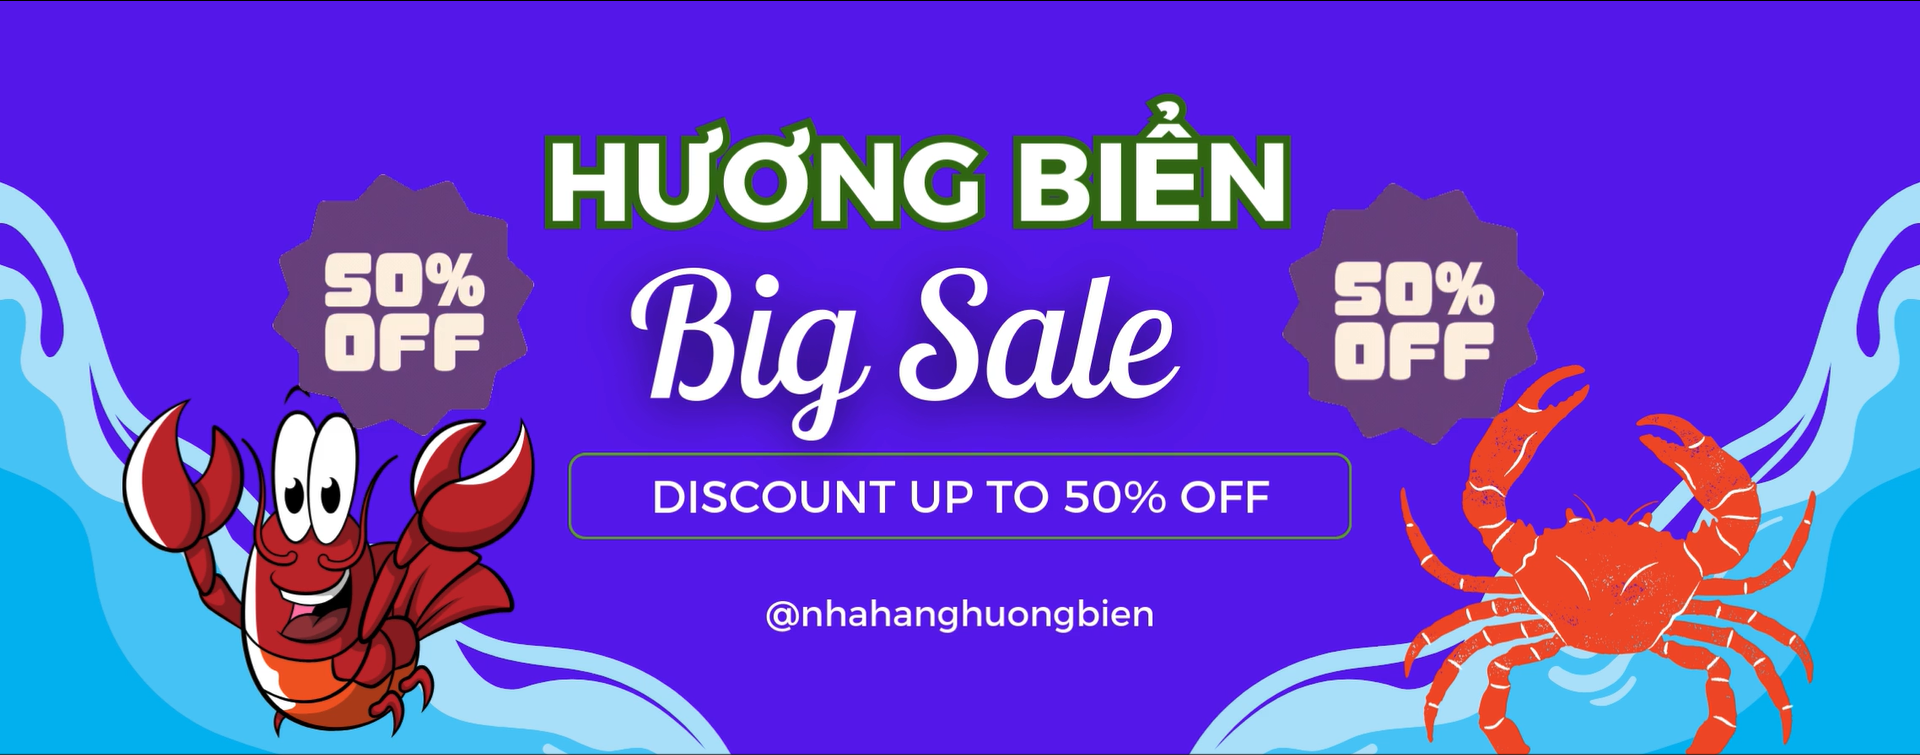 HƯƠNG BIỂN
50%
OFF
Big Sale
50%
OFF
DISCOUNT UP TO 50% OFF
@nhahanghuongbien